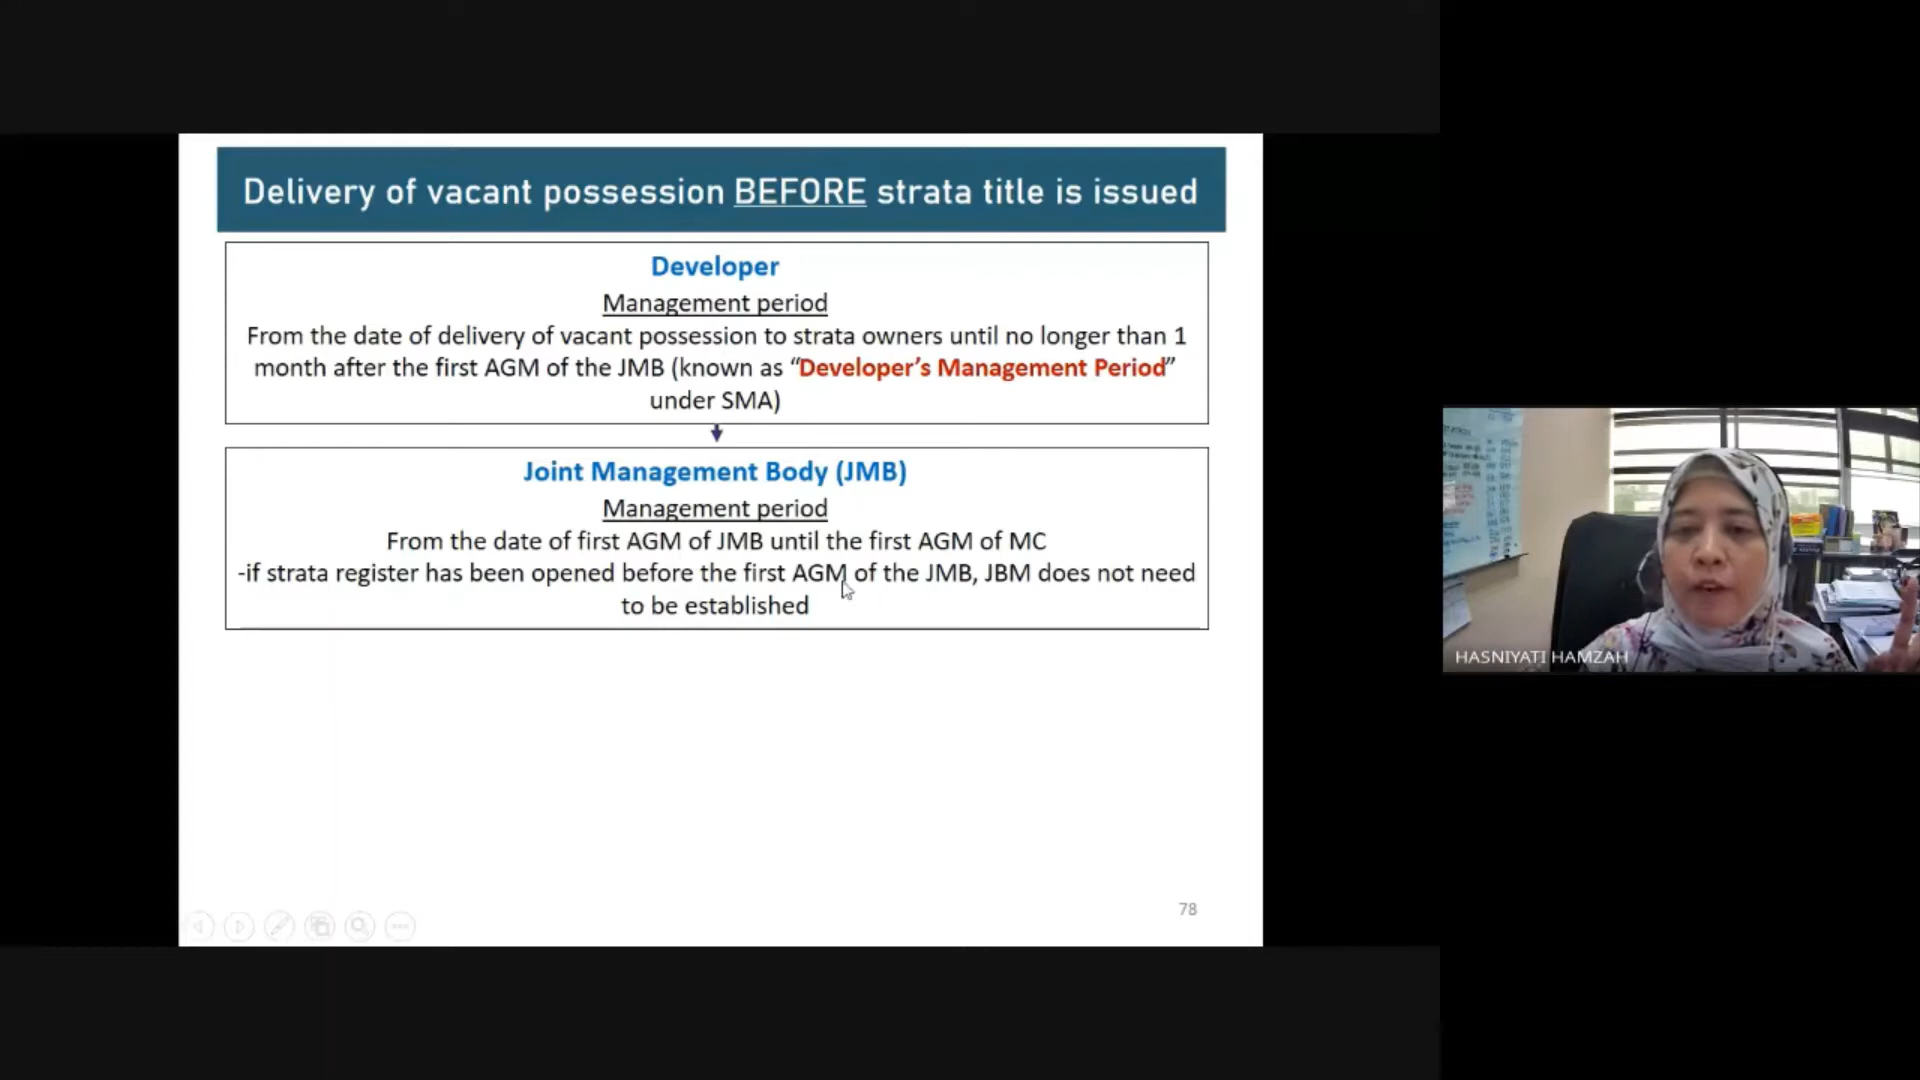 Delivery of vacant possession BEFORE strata title is issued
Developer
Management period
From the date of delivery of vacant possession to strata owners until no longer than 1
month after the first AGM of the JMB (known as “Developer’s Management Period”
under SMA)
Joint Management Body (JMB)
Management period
From the date of first AGM of JMB until the first AGM of MC
-if strata register has been opened before the first AGM of the JMB, JBM does not need
to be established
78
HASNIYATI HAMZAH